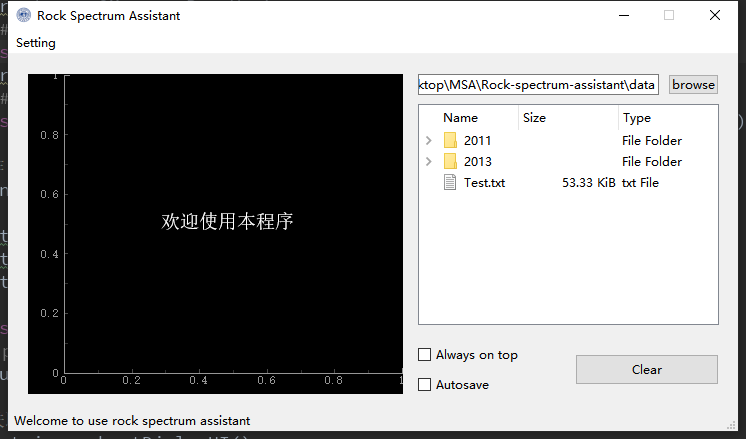 Rock Spectrum Assistant
Setting
1
0.8
0.6
0.4
0.2
0
0 0.2 0.4 0.6 0.8 1
欢迎使用本程序
ktop\MSA\Rock-spectrum-assistant\data browse
Name Size Type
2011 File Folder
2013 File Folder
Test.txt 53.33 KiB txt File
Always on top
Autosave
Clear
Welcome to use rock spectrum assistant